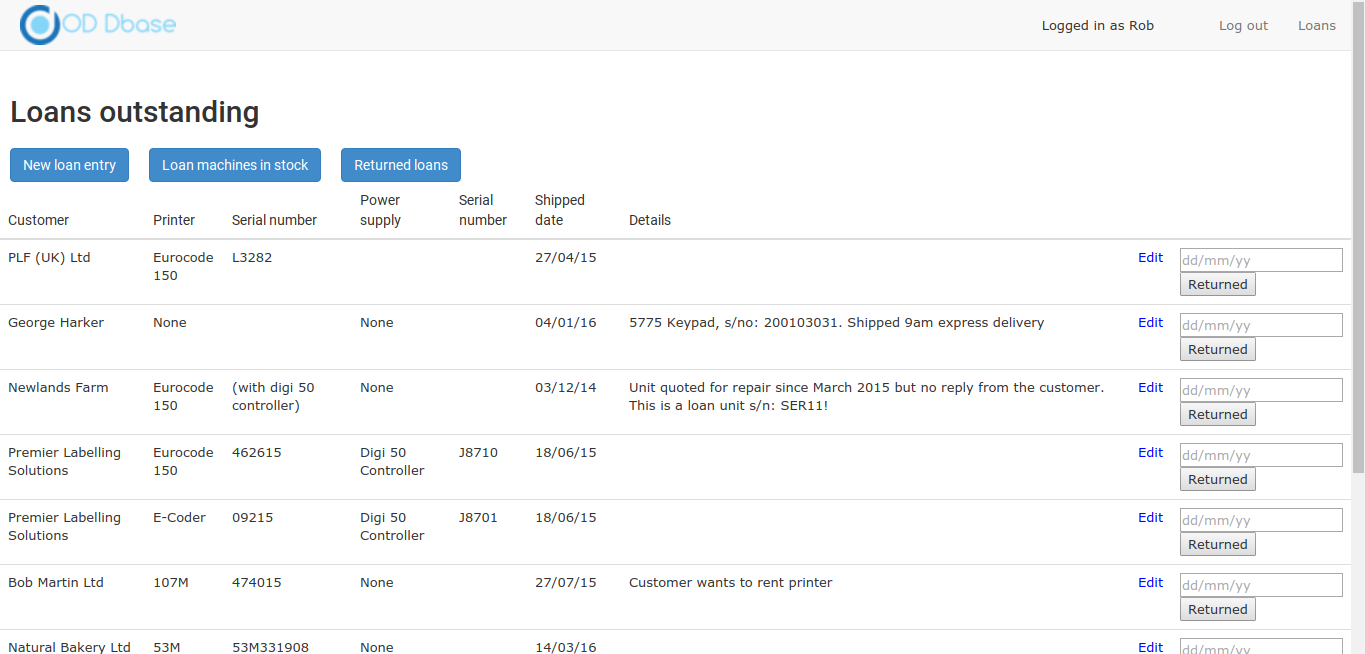 OD Dbase
Logged in as Rob
Log out
Loans
Loans outstanding
New loan entry
Loan machines in stock
Returned loans
Customer
Printer
Serial number
Power
supply
Serial
number
Shipped
date
Details
PLF (UK) Ltd
Eurocode
150
L3282
27/04/15
Edit
dd/mm/yy
Returned
George Harker
None
None
04/01/16
5775 Keypad, s/no: 200103031. Shipped 9am express delivery
Edit
dd/mm/yy
Returned
Newlands Farm
Eurocode
150
(with digi 50
controller)
None
03/12/14
Unit quoted for repair since March 2015 but no reply from the customer.
This is a loan unit s/n: SER11!
Edit
dd/mm/yy
Returned
Premier Labelling
Solutions
Eurocode
150
462615
Digi 50
Controller
J8710
18/06/15
Edit
dd/mm/yy
Returned
Premier Labelling
Solutions
E-Coder
09215
Digi 50
Controller
J8701
18/06/15
Edit
dd/mm/yy
Returned
Bob Martin Ltd
107M
474015
None
27/07/15
Customer wants to rent printer
Edit
dd/mm/yy
Returned
Natural Bakery Ltd
53M
53M331908
None
14/03/16
Edit
dd/mm/yy